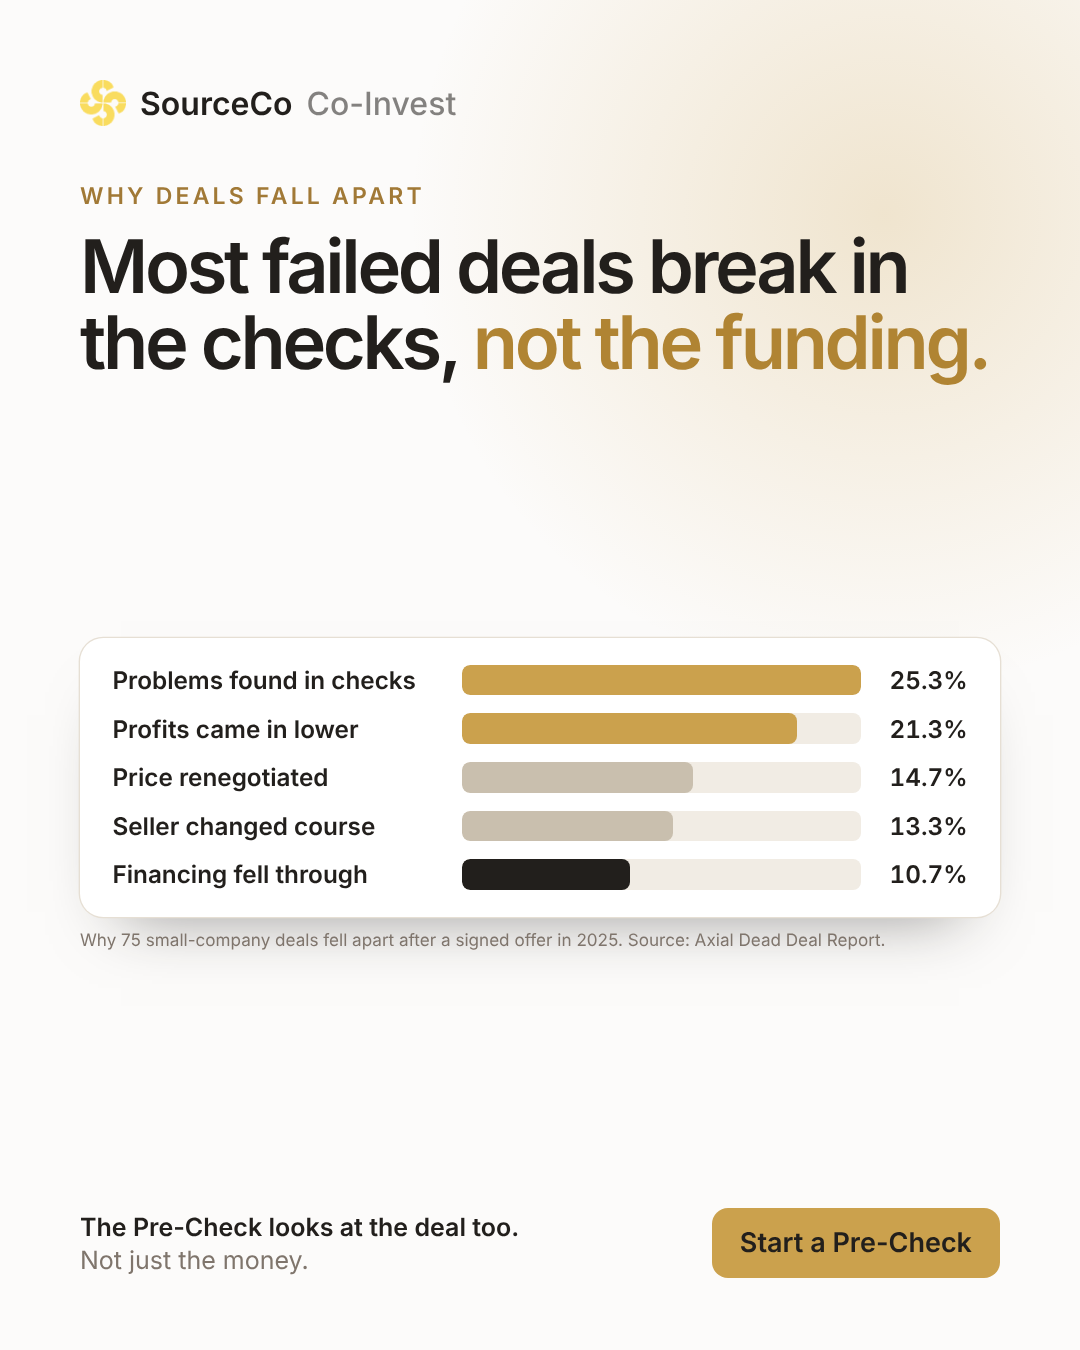 SourceCo Co-Invest
WHY DEALS FALL APART
Most failed deals break in
the checks, not the funding.
Problems found in checks 25.3%
Profits came in lower 21.3%
Price renegotiated 14.7%
Seller changed course 13.3%
Financing fell through 10.7%
Why 75 small-company deals fell apart after a signed offer in 2025. Source: Axial Dead Deal Report.
The Pre-Check looks at the deal too.
Not just the money.
Start a Pre-Check